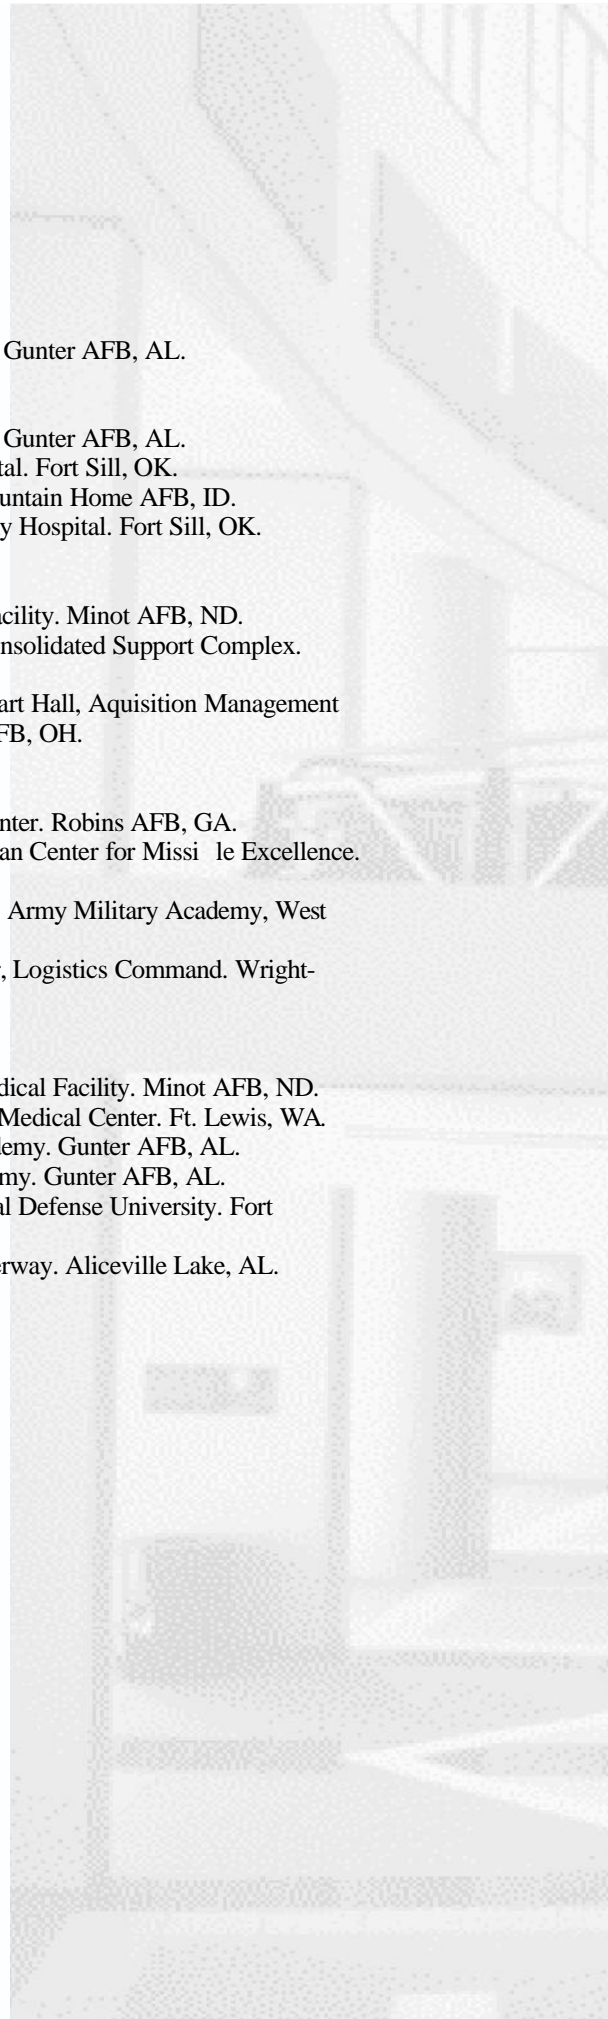 Gunter AFB, AL.
Gunter AFB, AL.
tal. Fort Sill, OK.
untain Home AFB, ID.
y Hospital. Fort Sill, OK.
acility. Minot AFB, ND.
nsolidated Support Complex.
art Hall, Aquisition Management
FB, OH.
nter. Robins AFB, GA.
an Center for Missi le Excellence.
Army Military Academy, West
, Logistics Command. Wright-
dical Facility. Minot AFB, ND.
Medical Center. Ft. Lewis, WA.
demy. Gunter AFB, AL.
my. Gunter AFB, AL.
al Defense University. Fort
erway. Aliceville Lake, AL.